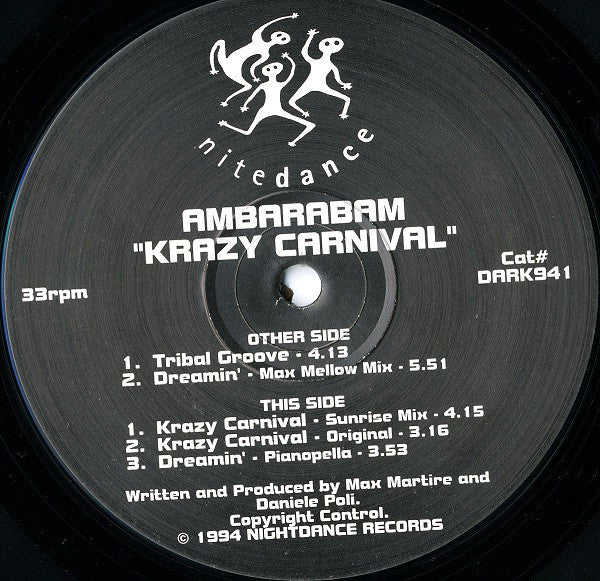 nitedance
AMBARABAM
"KRAZY CARNIVAL"
33rpm
Cat#
DARK941
OTHER SIDE
1. Tribal Groove - 4.13
2. Dreamin' - Max Mellow Mix - 5.51
THIS SIDE
1. Krazy Carnival - Sunrise Mix - 4.15
2. Krazy Carnival - Original - 3.16
3. Dreamin' - Pianopella - 3.53
Written and Produced by Max Martire and
Daniele Poli.
Copyright Control.
© 1994 NIGHTDANCE RECORDS